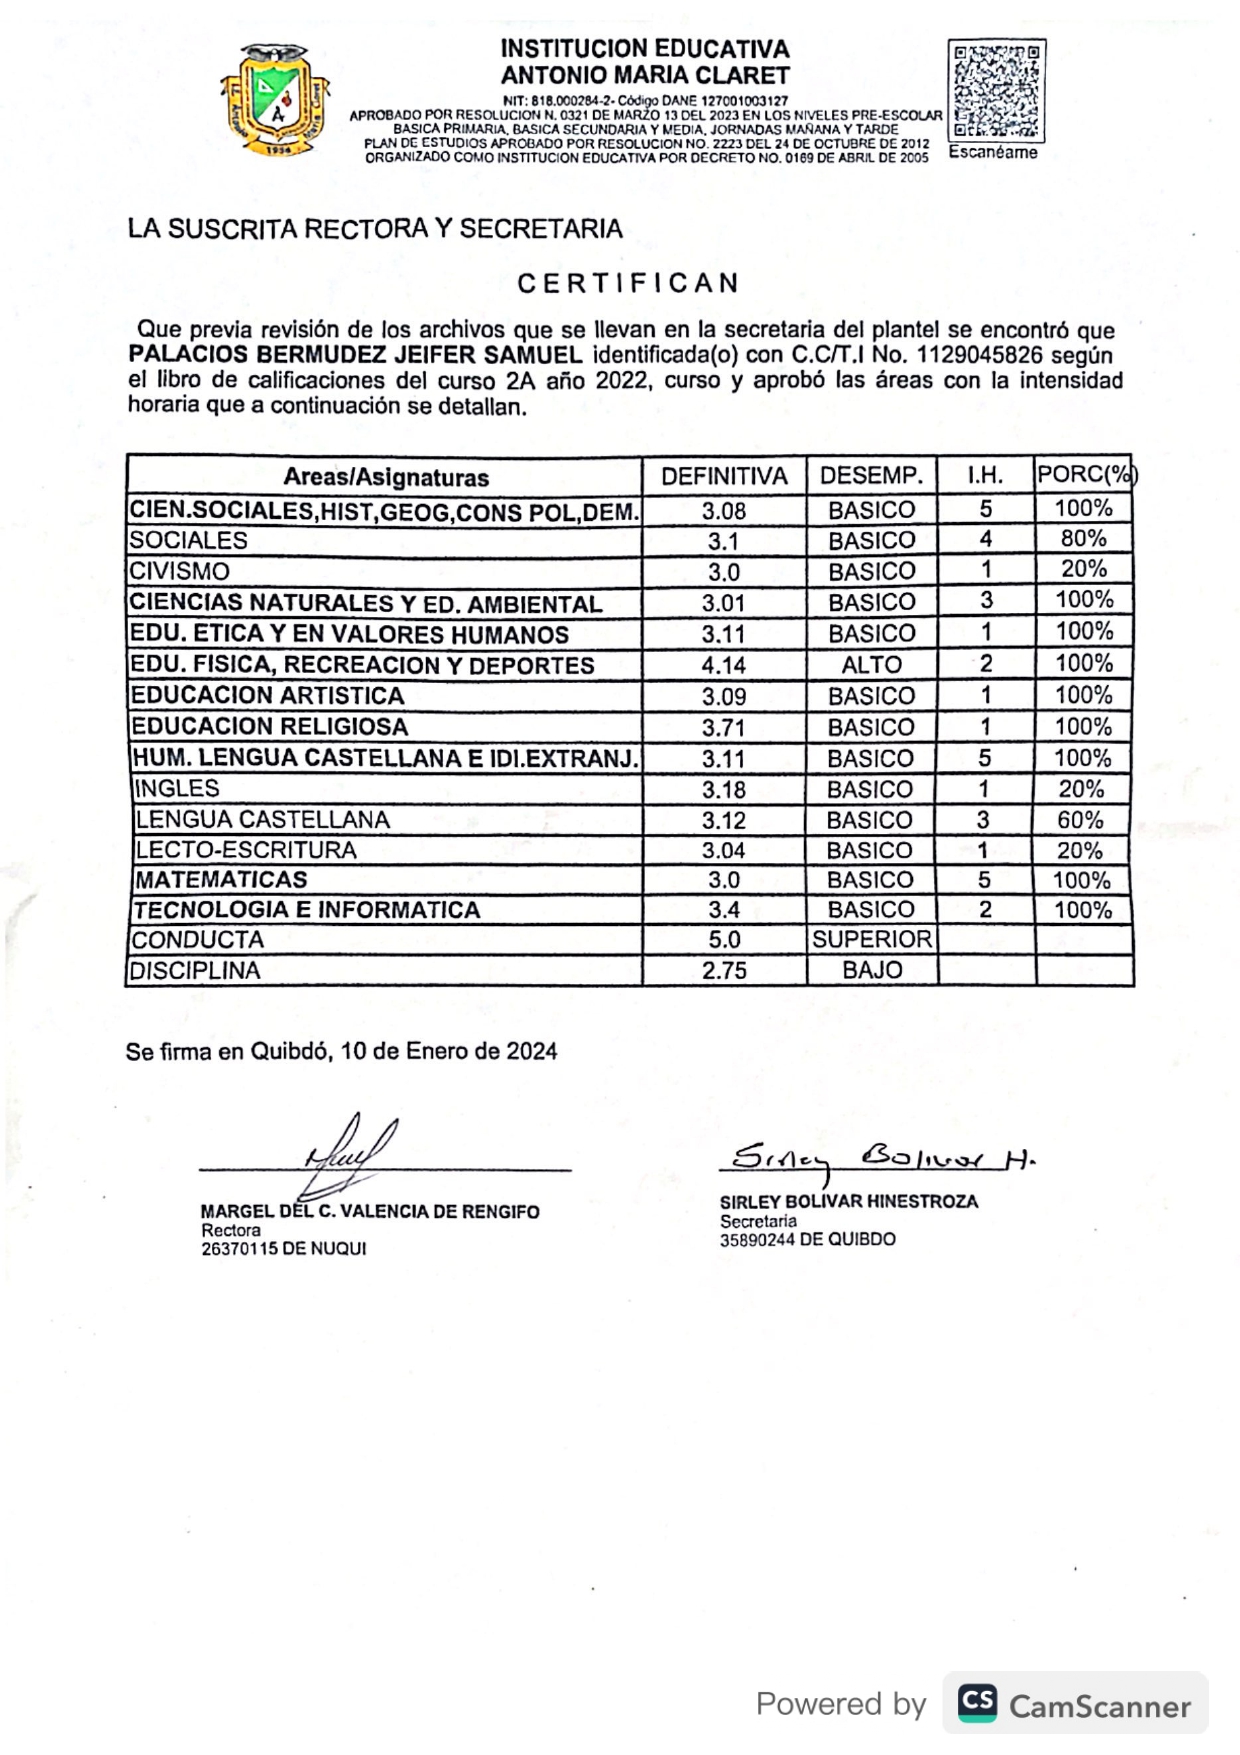 INSTITUCION EDUCATIVA
ANTONIO MARIA CLARET
NIT: 818.000284-2- Código DANE 127001003127
APROBADO POR RESOLUCION N. 0321 DE MARZO 13 DEL 2023 EN LOS NIVELES PRE-ESCOLAR
BASICA PRIMARIA, BASICA SECUNDARIA Y MEDIA, JORNADAS MAÑANA Y TARDE
PLAN DE ESTUDIOS APROBADO POR RESOLUCION NO. 2223 DEL 24 DE OCTUBRE DE 2012
ORGANIZADO COMO INSTITUCION EDUCATIVA POR DECRETO NO. 0169 DE ABRIL DE 2005
Escanéame
1954
LA SUSCRITA RECTORA Y SECRETARIA
CERTIFICAN
Que previa revisión de los archivos que se llevan en la secretaria del plantel se encontró que
PALACIOS BERMUDEZ JEIFER SAMUEL identificada(o) con C.C/T.I No. 1129045826 según
el libro de calificaciones del curso 2A año 2022, curso y aprobó las áreas con la intensidad
horaria que a continuación se detallan.
Areas/Asignaturas DEFINITIVA DESEMP. I.H. PORC(%)
CIEN.SOCIALES,HIST,GEOG,CONS POL,DEM. 3.08 BASICO 5 100%
SOCIALES 3.1 BASICO 4 80%
CIVISMO 3.0 BASICO 1 20%
CIENCIAS NATURALES Y ED. AMBIENTAL 3.01 BASICO 3 100%
EDU. ETICA Y EN VALORES HUMANOS 3.11 BASICO 1 100%
EDU. FISICA, RECREACION Y DEPORTES 4.14 ALTO 2 100%
EDUCACION ARTISTICA 3.09 BASICO 1 100%
EDUCACION RELIGIOSA 3.71 BASICO 1 100%
HUM. LENGUA CASTELLANA E IDI.EXTRANJ. 3.11 BASICO 5 100%
INGLES 3.18 BASICO 1 20%
LENGUA CASTELLANA 3.12 BASICO 3 60%
LECTO-ESCRITURA 3.04 BASICO 1 20%
MATEMATICAS 3.0 BASICO 5 100%
TECNOLOGIA E INFORMATICA 3.4 BASICO 2 100%
CONDUCTA 5.0 SUPERIOR
DISCIPLINA 2.75 BAJO
Se firma en Quibdó, 10 de Enero de 2024
Sirley Bolivar H.
MARGEL DEL C. VALENCIA DE RENGIFO
Rectora
26370115 DE NUQUI
SIRLEY BOLIVAR HINESTROZA
Secretaria
35890244 DE QUIBDO
Powered by CS CamScanner